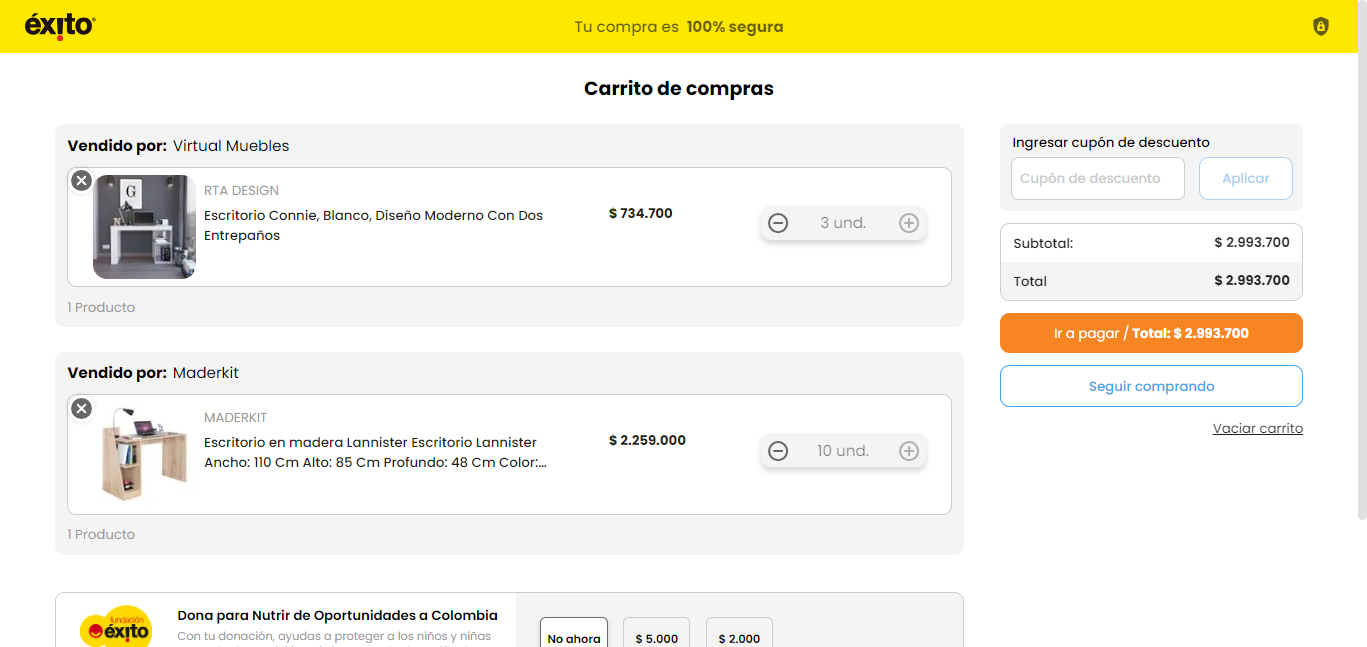 éxito
Tu compra es 100% segura
Carrito de compras
Vendido por: Virtual Muebles
G
RTA DESIGN
Escritorio Connie, Blanco, Diseño Moderno Con Dos
Entrepaños
$ 734.700
3 und.
1 Producto
Vendido por: Maderkit
MADERKIT
Escritorio en madera Lannister Escritorio Lannister
Ancho: 110 Cm Alto: 85 Cm Profundo: 48 Cm Color:...
$ 2.259.000
10 und.
1 Producto
fundación
éxito
Dona para Nutrir de Oportunidades a Colombia
Con tu donación, ayudas a proteger a los niños y niñas
No ahora
$ 5.000
$ 2.000
Ingresar cupón de descuento
Cupón de descuento
Aplicar
Subtotal: $ 2.993.700
Total $ 2.993.700
Ir a pagar / Total: $ 2.993.700
Seguir comprando
Vaciar carrito